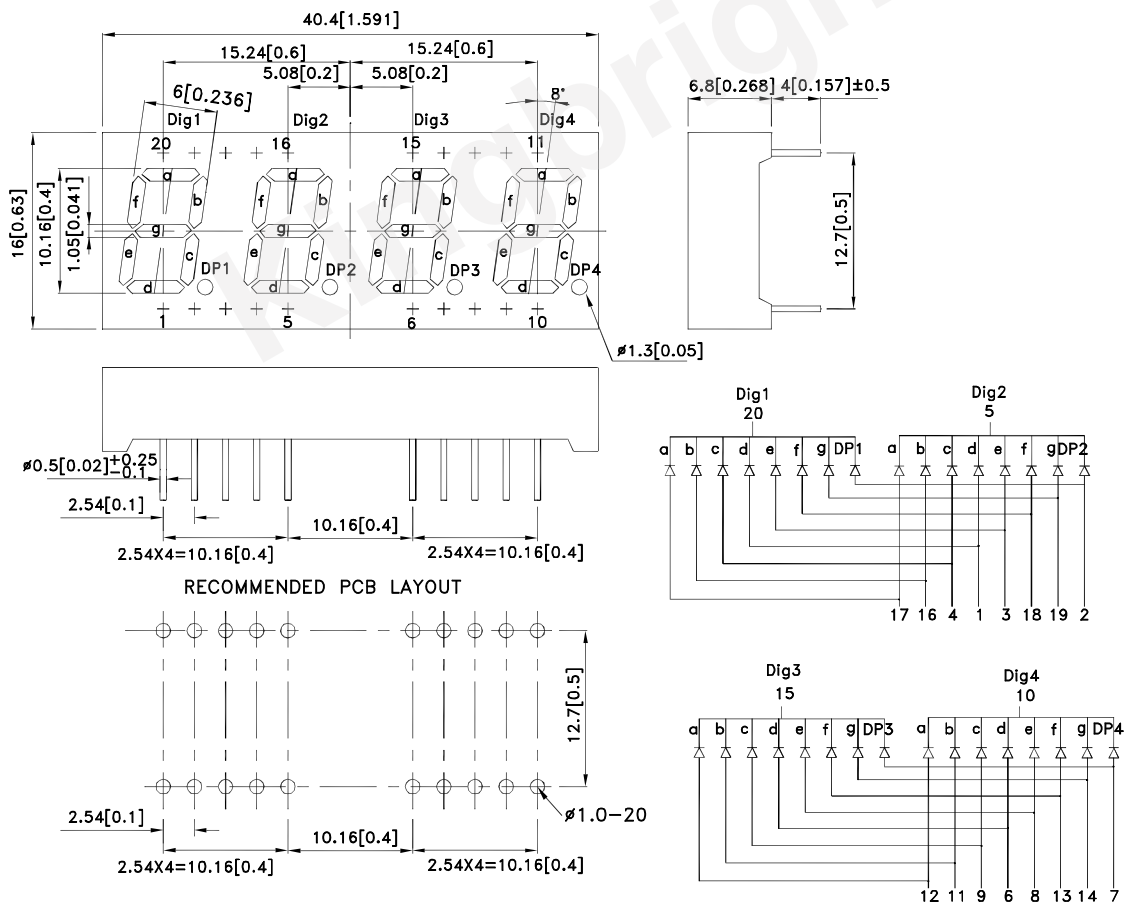 40.4[1.591]
15.24[0.6] 15.24[0.6]
5.08[0.2] 5.08[0.2]
6[0.236] 8°
Dig1 Dig2 Dig3 Dig4
20 16 15 11
16[0.63]
10.16[0.4]
1.05[0.041]
a a a a
f b f b f b f b
g g g g
e c e c e c e c
d d d d
DP1 DP2 DP3 DP4
1 5 6 10
ø1.3[0.05]
6.8[0.268] 4[0.157]±0.5
12.7[0.5]
Kingbrigh
ø0.5[0.02]+0.25 −0.1
2.54[0.1]
10.16[0.4]
2.54X4=10.16[0.4] 2.54X4=10.16[0.4]
RECOMMENDED PCB LAYOUT
12.7[0.5]
ø1.0−20
2.54[0.1]
10.16[0.4]
2.54X4=10.16[0.4] 2.54X4=10.16[0.4]
Dig1 Dig2
20 5
a b c d e f g DP1 a b c d e f g DP2
17 16 4 1 3 18 19 2
Dig3 Dig4
15 10
a b c d e f g DP3 a b c d e f g DP4
12 11 9 6 8 13 14 7